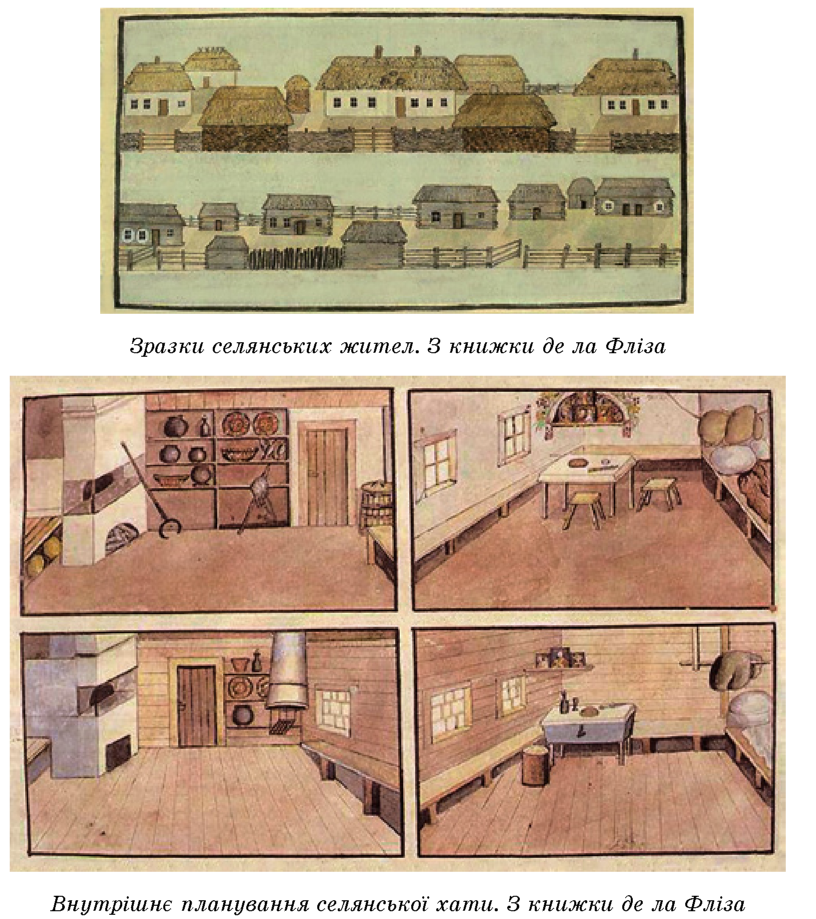 Зразки селянських жител. З книжки де ла Фліза
Внутрішнє планування селянської хати. З книжки де ла Фліза